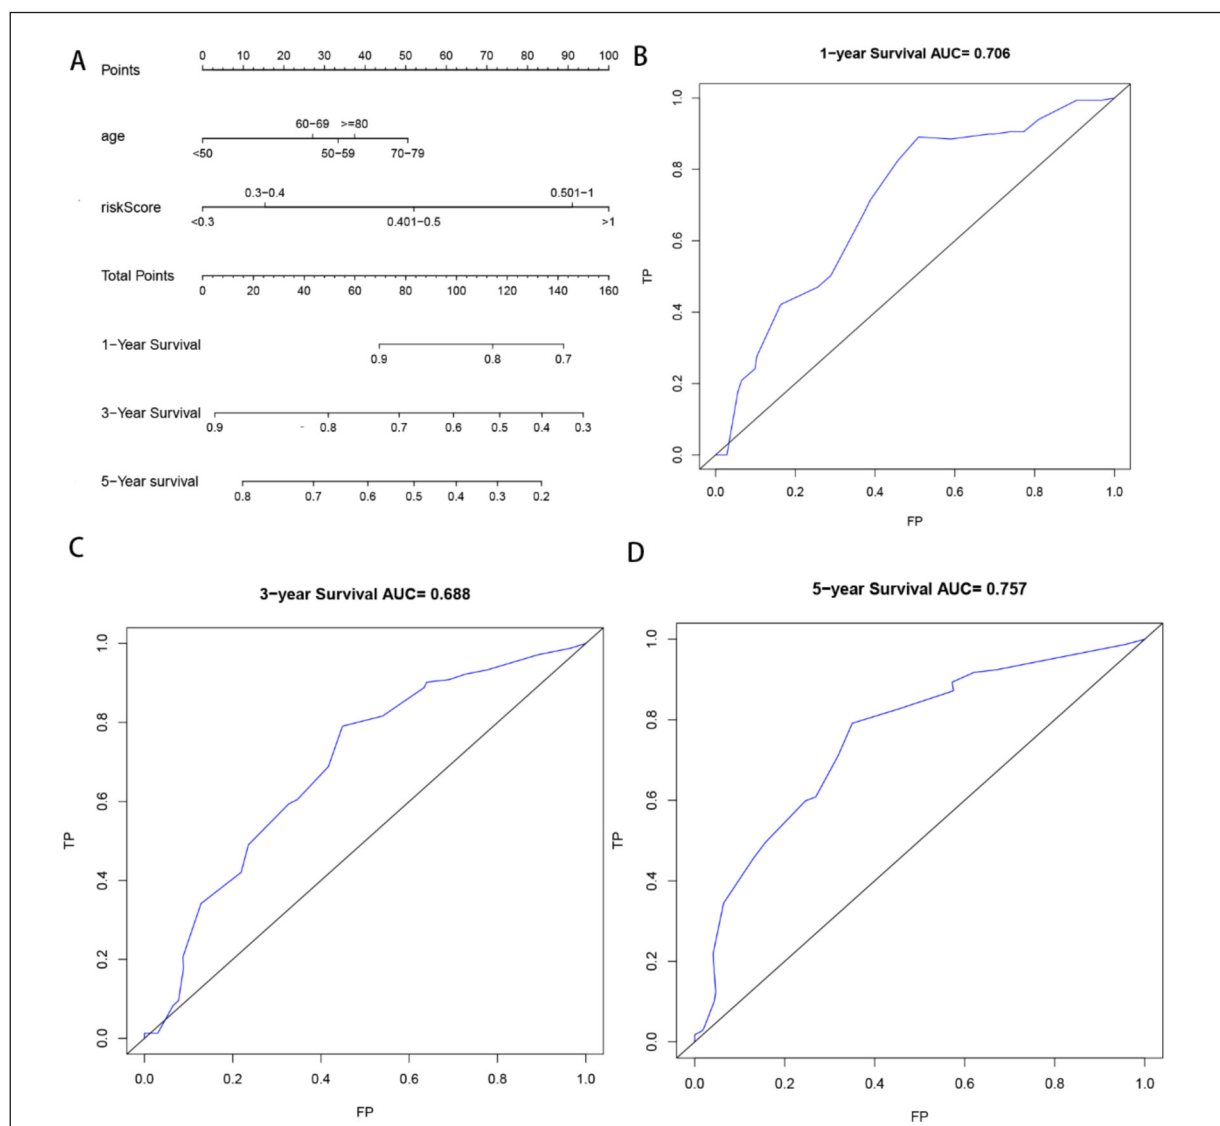 A
Points
0 10 20 30 40 50 60 70 80 90 100
age
60−69 >=80
<50 50−59 70−79
riskScore
0.3−0.4 0.501−1
<0.3 0.401−0.5 >1
Total Points
0 20 40 60 80 100 120 140 160
1−Year Survival
0.9 0.8 0.7
3−Year Survival
0.9 0.8 0.7 0.6 0.5 0.4 0.3
5−Year survival
0.8 0.7 0.6 0.5 0.4 0.3 0.2
B
1−year Survival AUC= 0.706
TP
1.0
0.8
0.6
0.4
0.2
0.0
0.0 0.2 0.4 0.6 0.8 1.0
FP
C
3−year Survival AUC= 0.688
TP
1.0
0.8
0.6
0.4
0.2
0.0
0.0 0.2 0.4 0.6 0.8 1.0
FP
D
5−year Survival AUC= 0.757
TP
1.0
0.8
0.6
0.4
0.2
0.0
0.0 0.2 0.4 0.6 0.8 1.0
FP